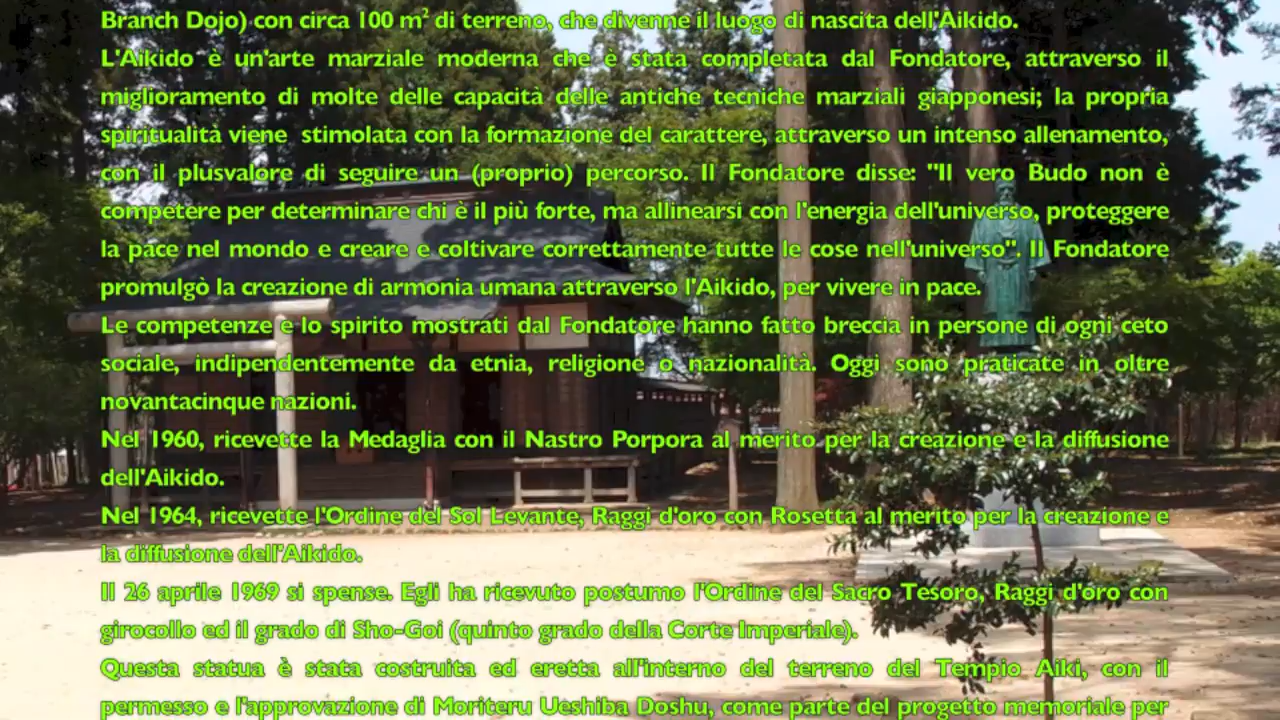 Branch Dojo) con circa 100 m² di terreno, che divenne il luogo di nascita dell'Aikido.
L'Aikido è un'arte marziale moderna che è stata completata dal Fondatore, attraverso il
miglioramento di molte delle capacità delle antiche tecniche marziali giapponesi; la propria
spiritualità viene stimolata con la formazione del carattere, attraverso un intenso allenamento,
con il plusvalore di seguire un (proprio) percorso. Il Fondatore disse: "Il vero Budo non è
competere per determinare chi è il più forte, ma allinearsi con l'energia dell'universo, proteggere
la pace nel mondo e creare e coltivare correttamente tutte le cose nell'universo". Il Fondatore
promulgò la creazione di armonia umana attraverso l'Aikido, per vivere in pace.
Le competenze e lo spirito mostrati dal Fondatore hanno fatto breccia in persone di ogni ceto
sociale, indipendentemente da etnia, religione o nazionalità. Oggi sono praticate in oltre
novantacinque nazioni.
Nel 1960, ricevette la Medaglia con il Nastro Porpora al merito per la creazione e la diffusione
dell'Aikido.
Nel 1964, ricevette l'Ordine del Sol Levante, Raggi d'oro con Rosetta al merito per la creazione e
la diffusione dell'Aikido.
Il 26 aprile 1969 si spense. Egli ha ricevuto postumo l'Ordine del Sacro Tesoro, Raggi d'oro con
girocollo ed il grado di Sho-Goi (quinto grado della Corte Imperiale).
Questa statua è stata costruita ed eretta all'interno del terreno del Tempio Aiki, con il
permesso e l'approvazione di Moriteru Ueshiba Doshu, come parte del progetto memoriale per